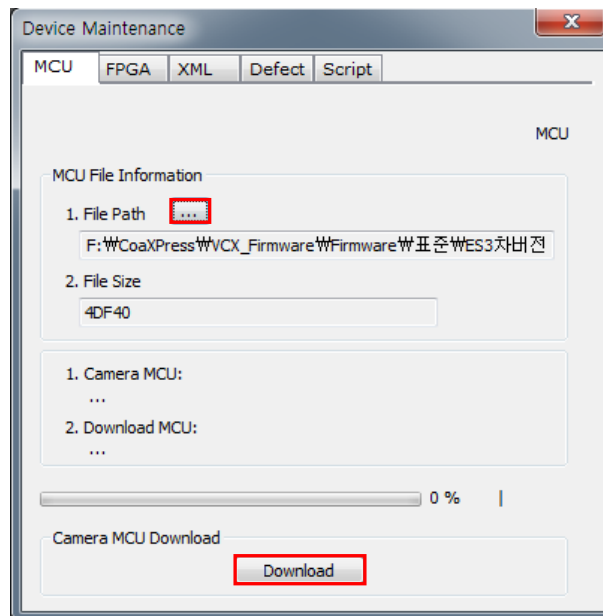 Device Maintenance
MCU FPGA XML Defect Script
MCU
MCU File Information
1. File Path ...
F:₩CoaXPress₩VCX_Firmware₩Firmware₩표준₩ES3차버전
2. File Size
4DF40
1. Camera MCU:
...
2. Download MCU:
...
0 %
Camera MCU Download
Download